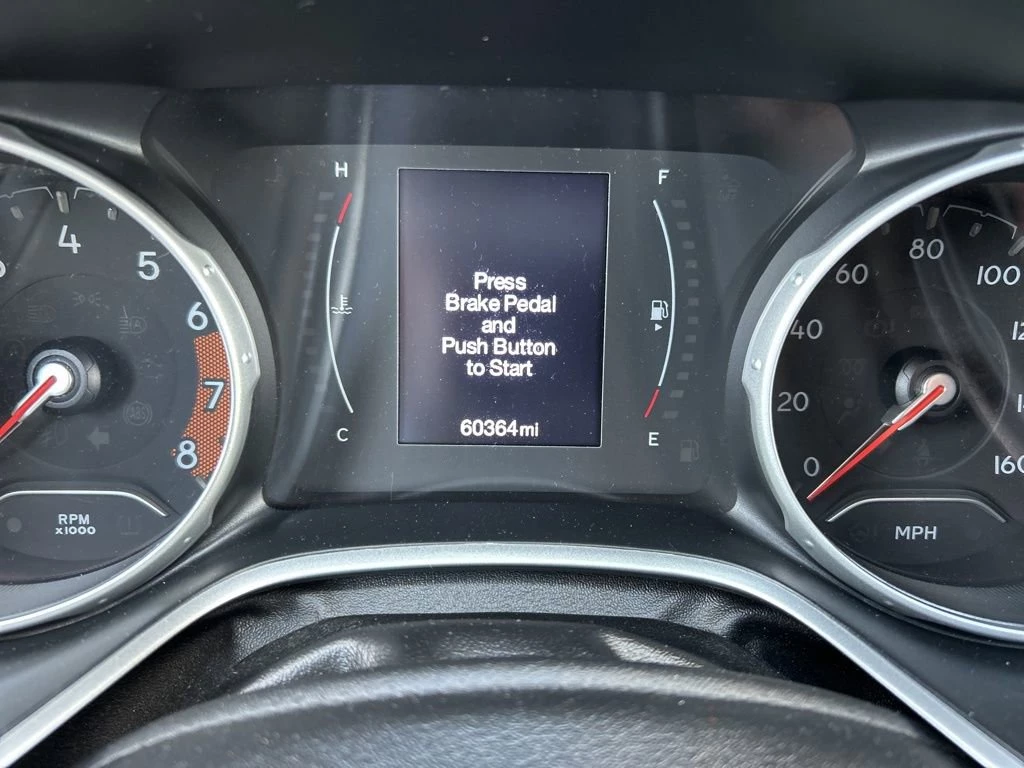 H
F
Press
Brake Pedal
and
Push Button
to Start
60364mi
C
E
4
5
6
7
8
RPM
x1000
0
20
40
60
80
100
160
MPH